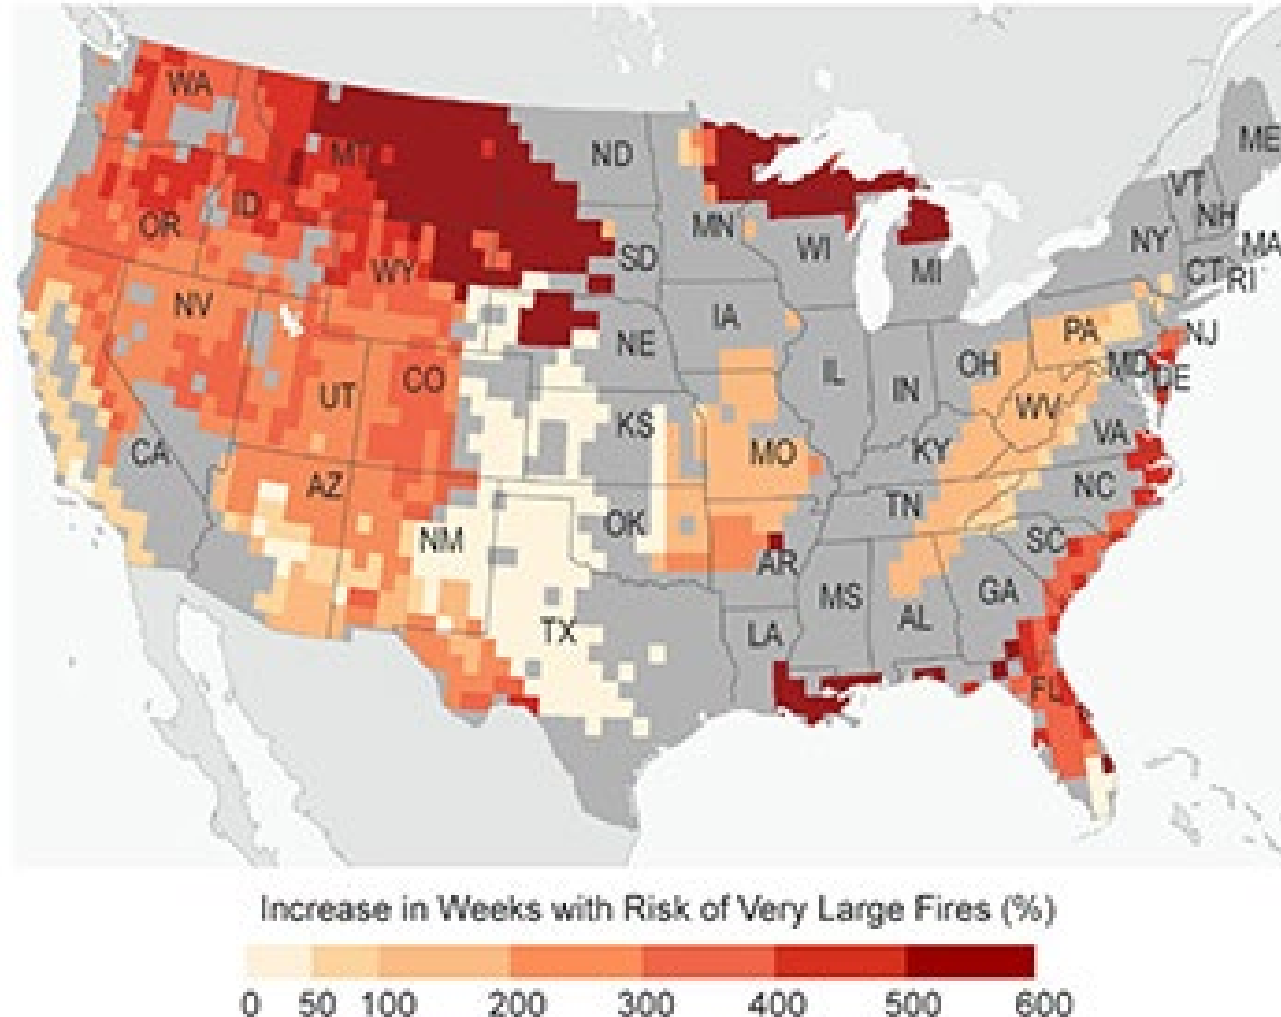 WA
MT
ND
ME
VT
NH
ID
OR
MN
WI
NY
MA
SD
MI
CT
RI
WY
NV
IA
PA
NJ
NE
OH
MD
DE
IL
IN
UT
CO
WV
KS
VA
CA
MO
KY
AZ
NC
TN
OK
NM
SC
AR
GA
MS
AL
TX
LA
FL
Increase in Weeks with Risk of Very Large Fires (%)
0 50 100 200 300 400 500 600